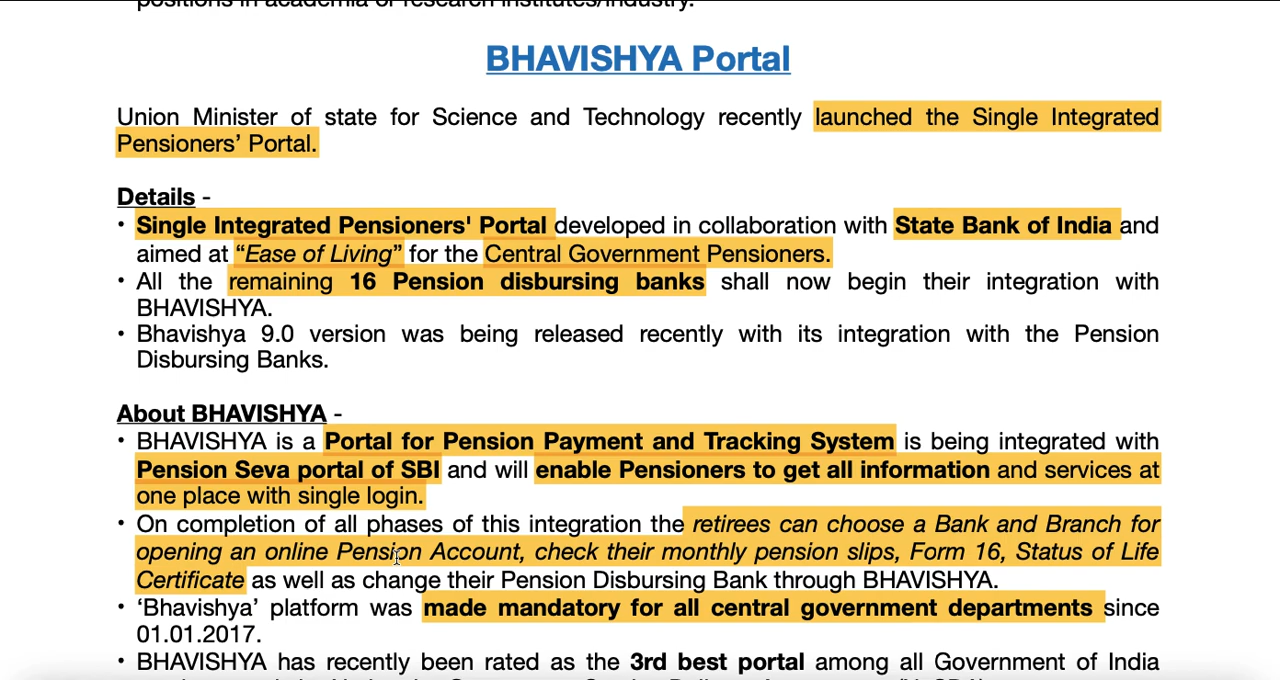 positions in academia or research institutes/industry.
BHAVISHYA Portal
Union Minister of state for Science and Technology recently launched the Single Integrated
Pensioners’ Portal.
Details -
• Single Integrated Pensioners' Portal developed in collaboration with State Bank of India and
aimed at “Ease of Living” for the Central Government Pensioners.
• All the remaining 16 Pension disbursing banks shall now begin their integration with
BHAVISHYA.
• Bhavishya 9.0 version was being released recently with its integration with the Pension
Disbursing Banks.
About BHAVISHYA -
• BHAVISHYA is a Portal for Pension Payment and Tracking System is being integrated with
Pension Seva portal of SBI and will enable Pensioners to get all information and services at
one place with single login.
• On completion of all phases of this integration the retirees can choose a Bank and Branch for
opening an online Pension Account, check their monthly pension slips, Form 16, Status of Life
Certificate as well as change their Pension Disbursing Bank through BHAVISHYA.
• ‘Bhavishya’ platform was made mandatory for all central government departments since
01.01.2017.
• BHAVISHYA has recently been rated as the 3rd best portal among all Government of India